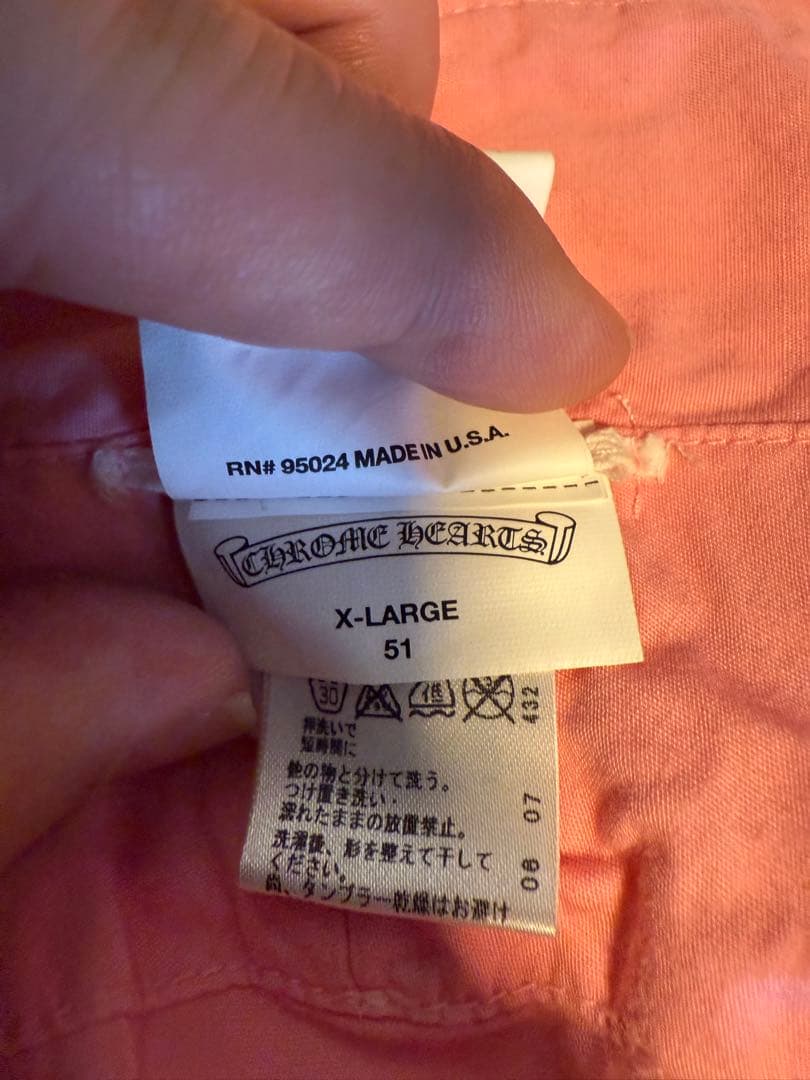 RN# 95024 MADE IN U.S.A.
CHROME HEARTS
X-LARGE
51
30
低
432
押洗いで
短時間に
他の物と分けて洗う。
つけ置き洗い・
濡れたままの放置禁止。
洗濯後、形を整えて干して
ください。
尚、タンブラー乾燥はお避け
06 07